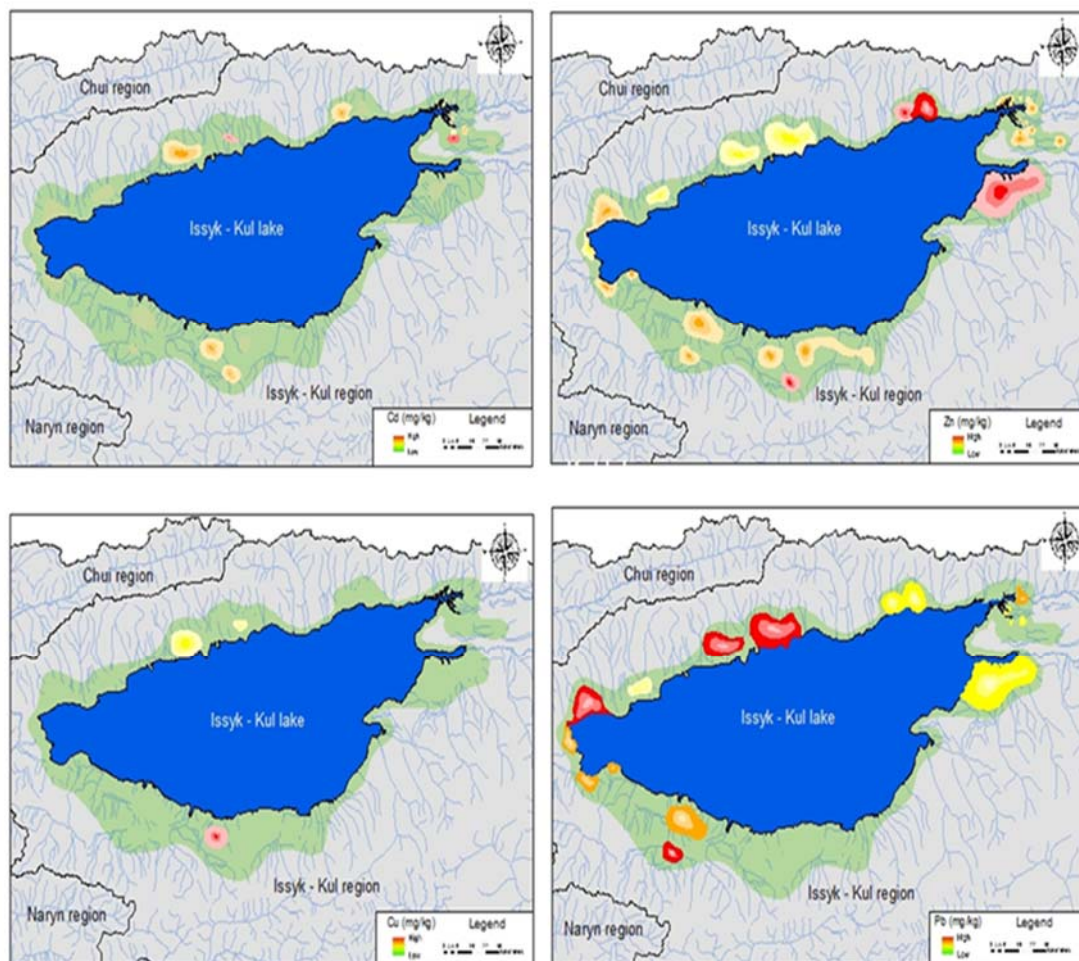 Chui region
Issyk - Kul lake
Issyk - Kul region
Naryn region
Cd (mg/kg) Legend
High
low
Chui region
Issyk - Kul lake
Issyk - Kul region
Naryn region
Zn (mg/kg) Legend
High
Low
Chui region
Issyk - Kul lake
Issyk - Kul region
Naryn region
Cu (mg/kg) Legend
High
low
Chui region
Issyk - Kul lake
Issyk - Kul region
Naryn region
Pb (mg/kg) Legend
High
Low